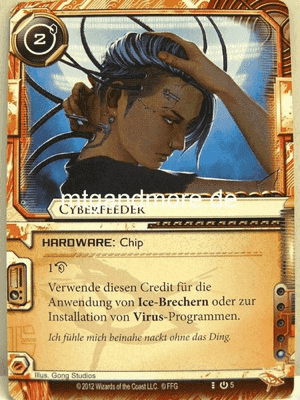 2
mtgandmore.de
CYBERFEEDER
HARDWARE: Chip
1
Verwende diesen Credit für die
Anwendung von Ice-Brechern oder zur
Installation von Virus-Programmen.
Ich fühle mich beinahe nackt ohne das Ding.
Illus. Gong Studios
© 2012 Wizards of the Coast LLC. © FFG
5